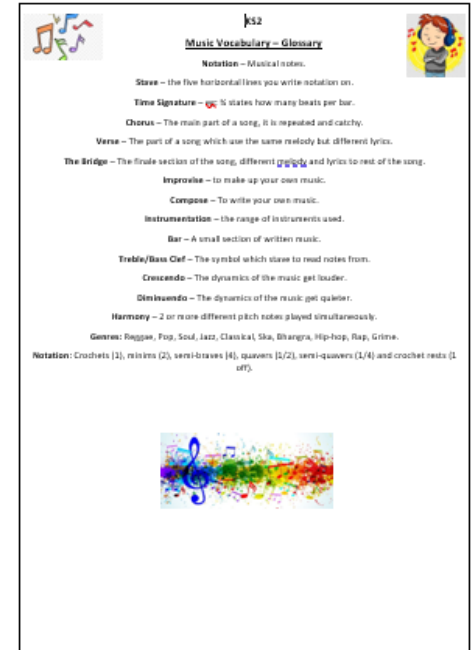 KS2
Music Vocabulary – Glossary
Notation – Musical notes.
Stave – the five horizontal lines you write notation on.
Time Signature – states how many beats per bar.
Chorus – The main part of a song, it is repeated and catchy.
Verse – The part of a song which use the same melody but different lyrics.
The Bridge – The finale section of the song, different melody and lyrics to rest of the song.
Improvise – to make up your own music.
Compose – To write your own music.
Instrumentation – the range of instruments used.
Bar – A small section of written music.
Treble/Bass Clef – The symbol which stave to read notes from.
Crescendo – The dynamics of the music get louder.
Diminuendo – The dynamics of the music get quieter.
Harmony – 2 or more different pitch notes played simultaneously.
Genres: Reggae, Pop, Soul, Jazz, Classical, Ska, Bhangra, Hip-hop, Rap, Grime.
Notation: Crochets (1), minims (2), semi-braves (4), quavers (1/2), semi-quavers (1/4) and crochet rests (1
off).